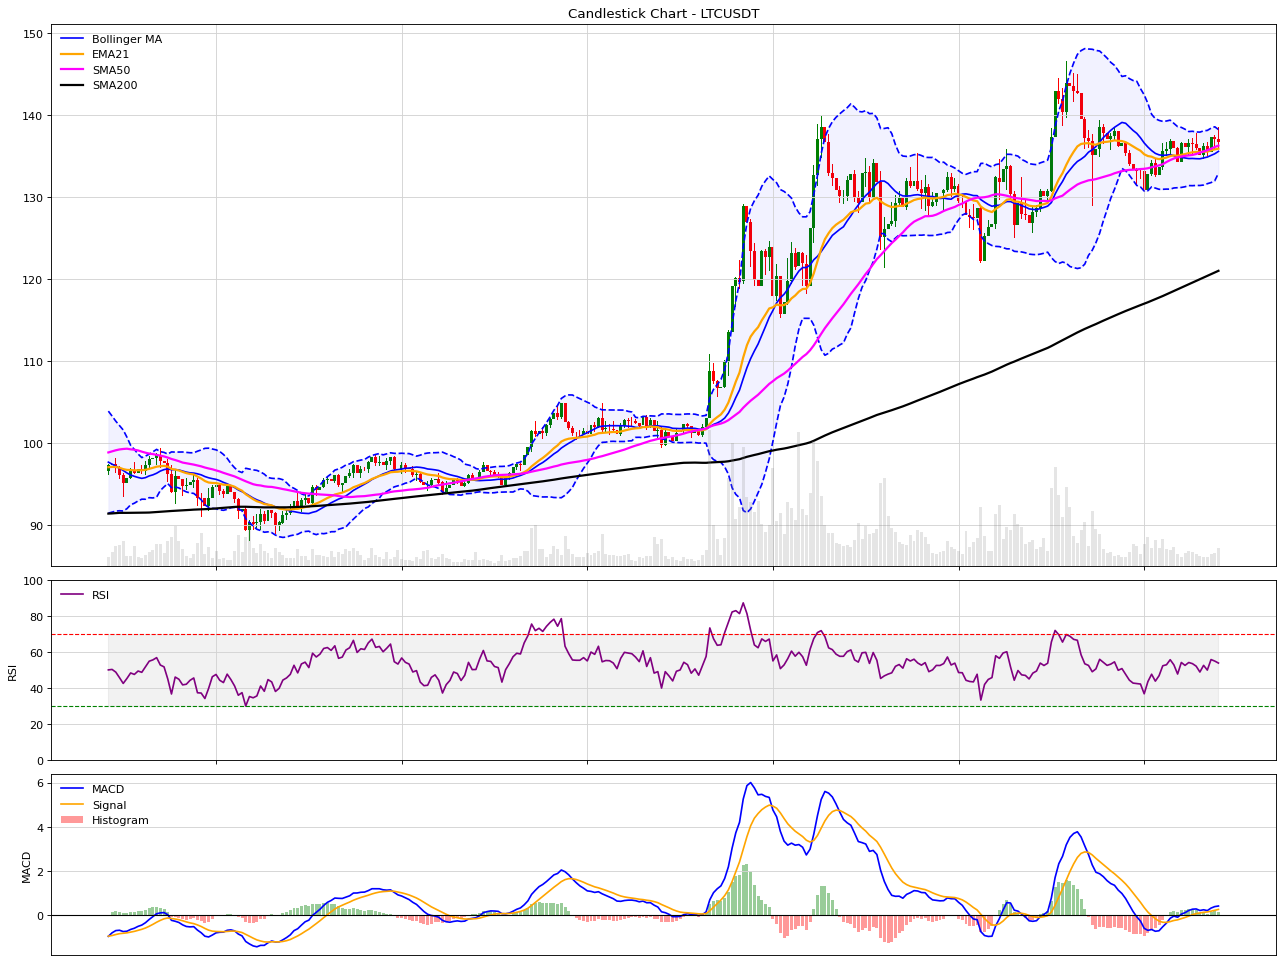 Candlestick Chart - LTCUSDT
Bollinger MA
EMA21
SMA50
SMA200
150
140
130
120
110
100
90
RSI
100
80
60
40
20
0
RSI
MACD
Signal
Histogram
6
4
2
0
MACD